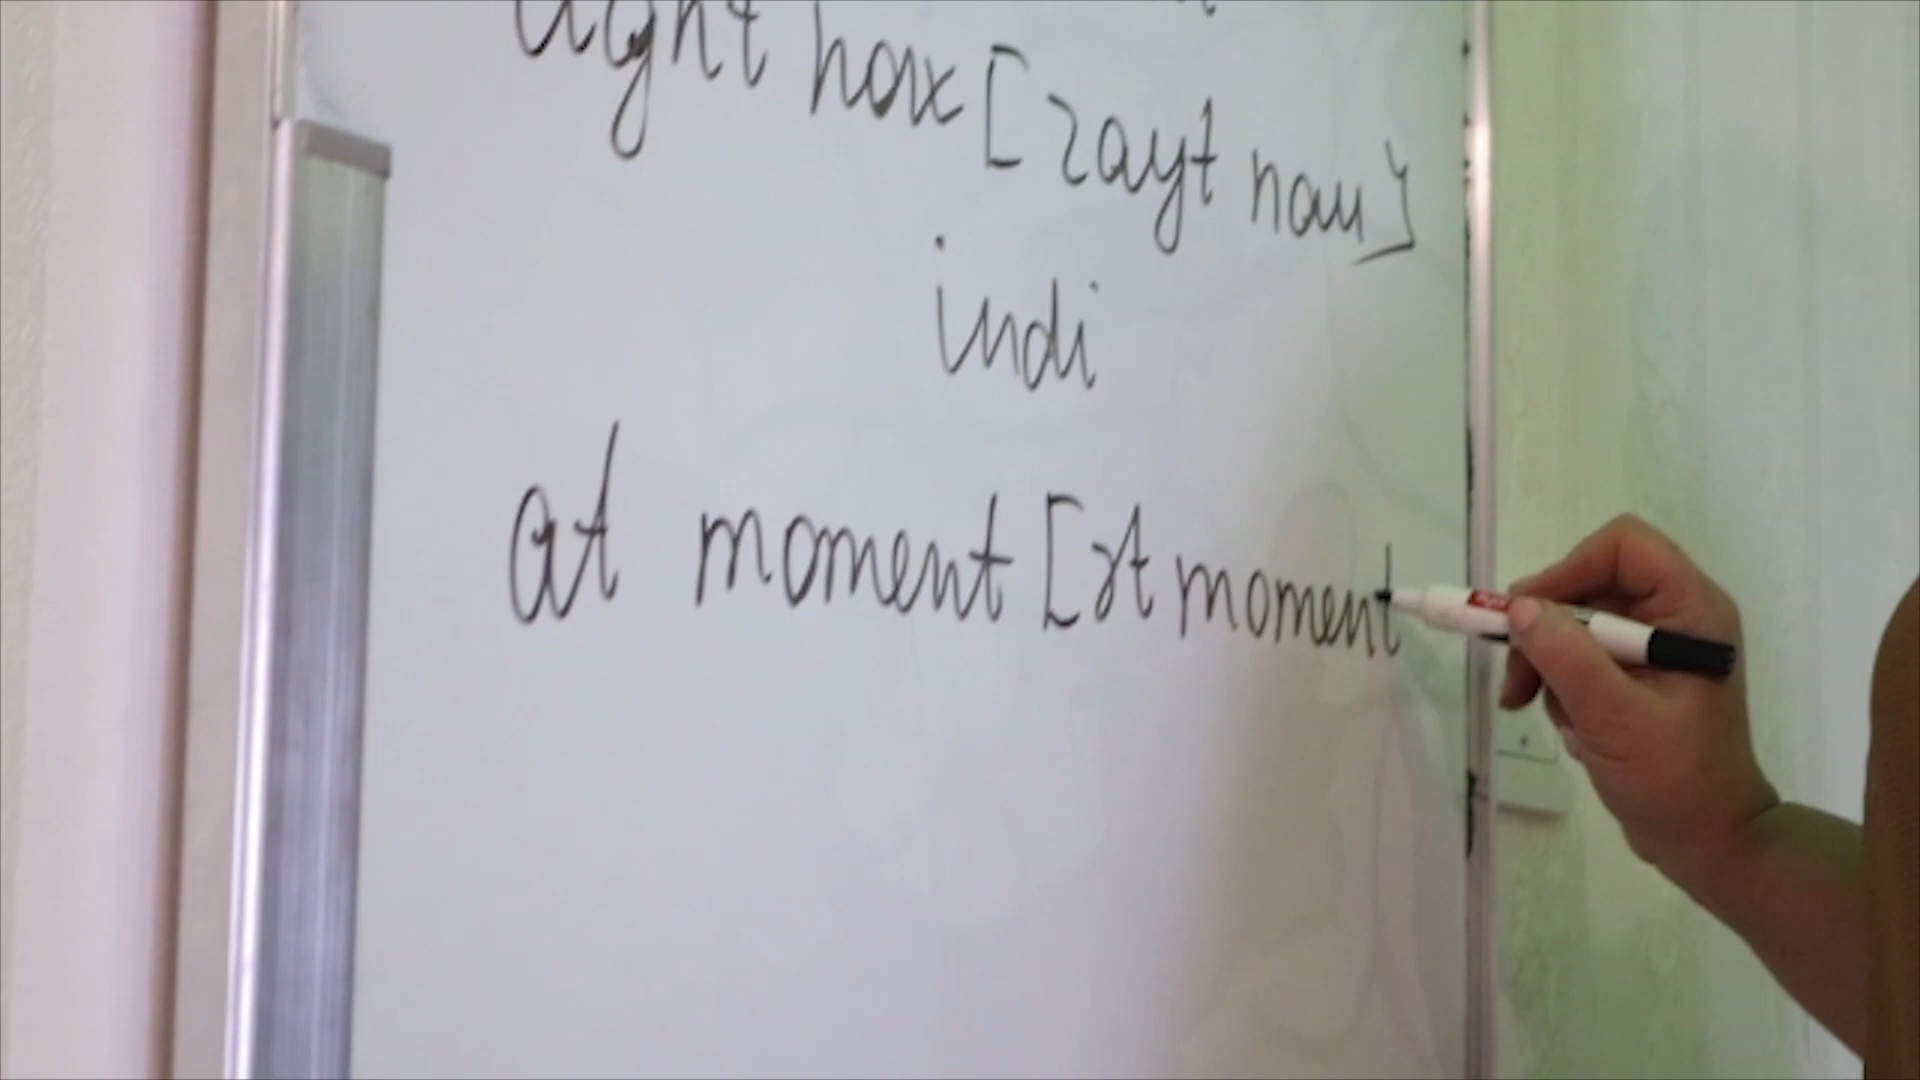 right now [rayt nau]
indi
at moment [ət moment